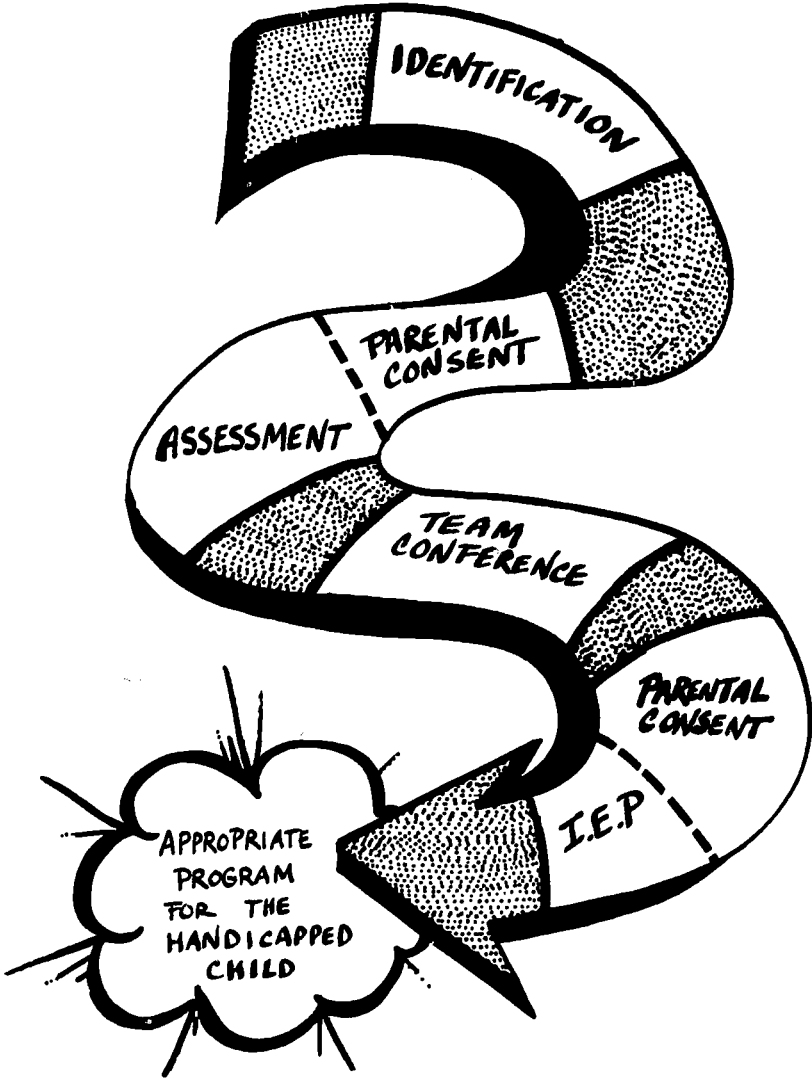 IDENTIFICATION
PARENTAL
CONSENT
ASSESSMENT
TEAM
CONFERENCE
PARENTAL
CONSENT
I.E.P
APPROPRIATE
PROGRAM
FOR THE
HANDICAPPED
CHILD